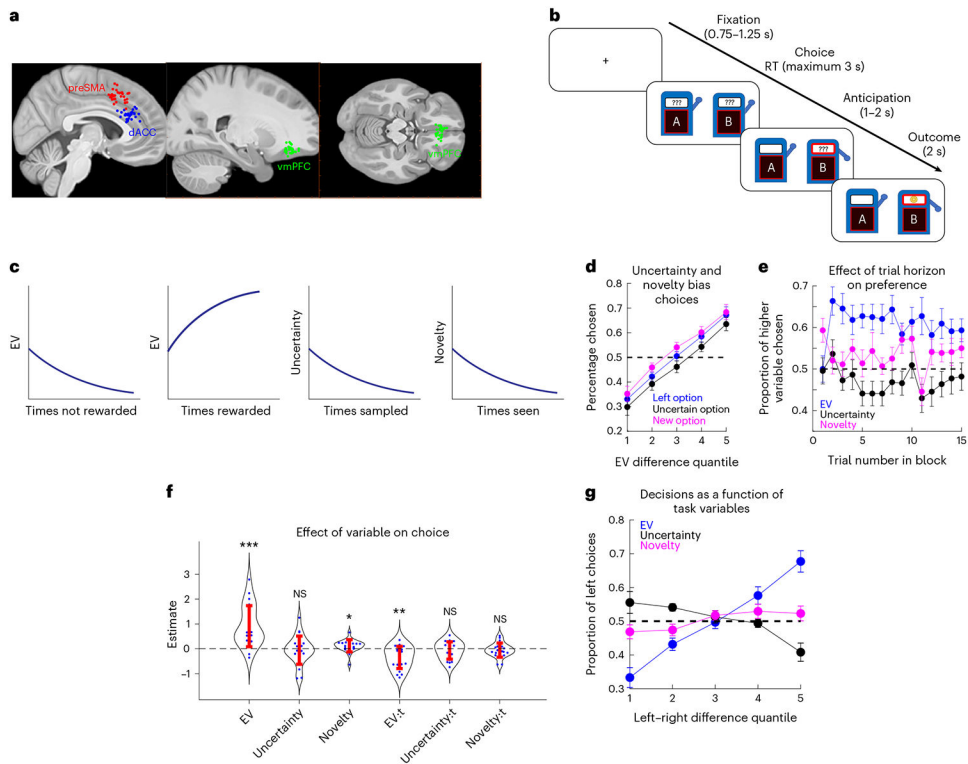 a
preSMA
dACC
vmPFC
vmPFC
b
Fixation
(0.75–1.25 s)
Choice
RT (maximum 3 s)
Anticipation
(1–2 s)
Outcome
(2 s)
+
???
???
A
B
???
A
B
A
B
c
EV
Times not rewarded
EV
Times rewarded
Uncertainty
Times sampled
Novelty
Times seen
d
Uncertainty and
novelty bias
choices
Percentage chosen
0.8
0.7
0.6
0.5
0.4
0.3
0.2
Left option
Uncertain option
New option
1 2 3 4 5
EV difference quantile
e
Effect of trial horizon
on preference
Proportion of higher
variable chosen
0.7
0.6
0.5
0.4
EV
Uncertainty
Novelty
0 5 10 15
Trial number in block
f
Effect of variable on choice
Estimate
3
2
1
0
–1
***
NS
*
**
NS
NS
EV
Uncertainty
Novelty
EV:t
Uncertainty:t
Novelty:t
g
Decisions as a function of
task variables
Proportion of left choices
0.8
0.7
0.6
0.5
0.4
0.3
EV
Uncertainty
Novelty
1 2 3 4 5
Left–right difference quantile